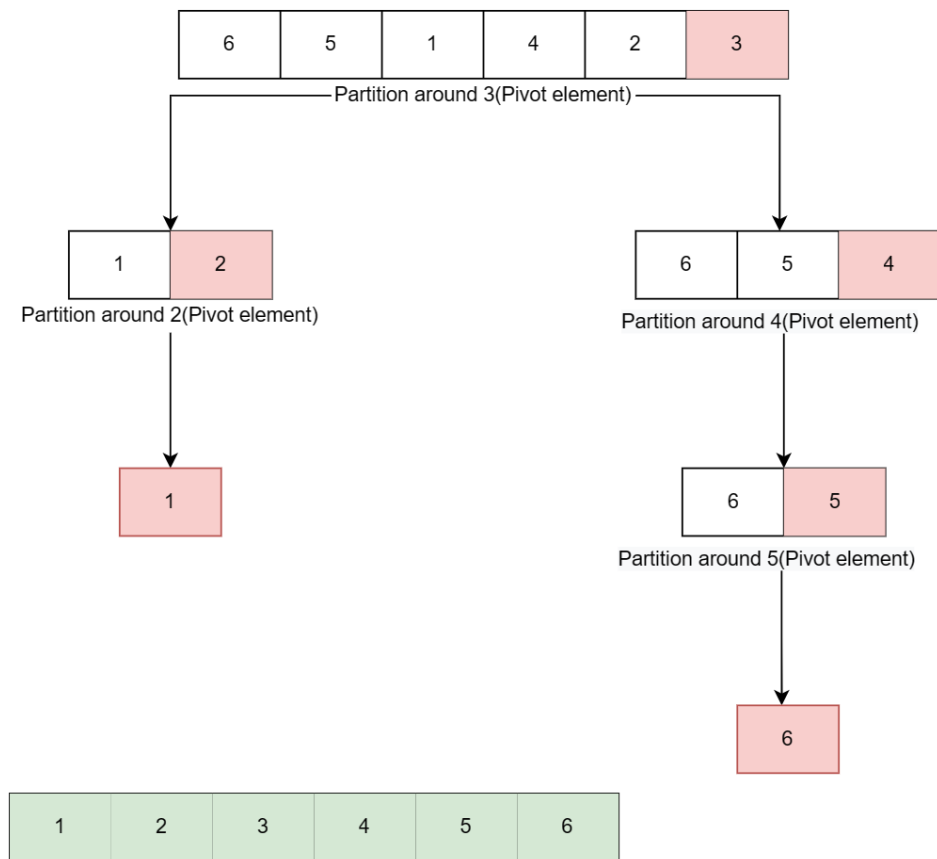 6 5 1 4 2 3
Partition around 3(Pivot element)
1 2
6 5 4
Partition around 2(Pivot element)
Partition around 4(Pivot element)
1
6 5
Partition around 5(Pivot element)
6
1 2 3 4 5 6